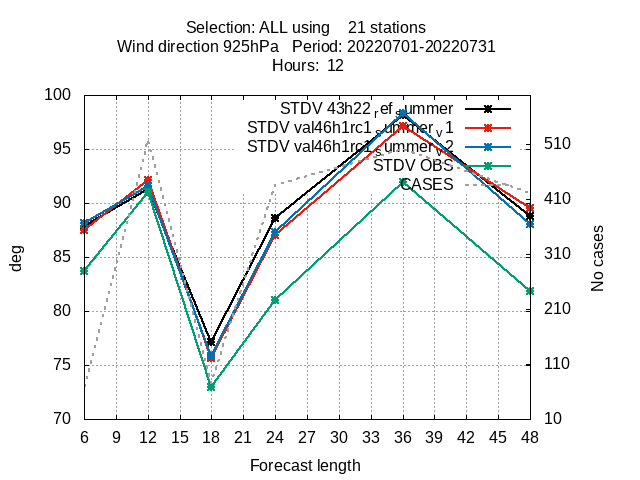 Selection: ALL using    21 stations
Wind direction 925hPa   Period: 20220701-20220731
Hours:  12
STDV 43h22_ref_summer
STDV val46h1rc1_summer_v1
STDV val46h1rc1_summer_v2
STDV OBS
CASES
100
95
90
85
80
75
70
deg
510
410
310
210
110
10
No cases
6 9 12 15 18 21 24 27 30 33 36 39 42 45 48
Forecast length